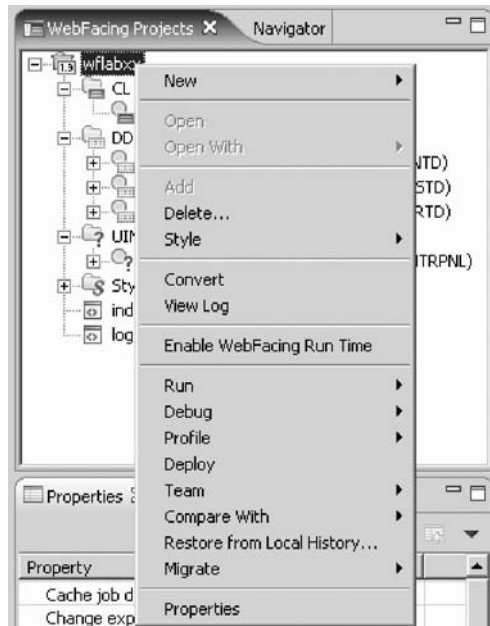 WebFacing Projects Navigator
wflabxx
CL
DD
NTD)
STD)
RTD)
UIM
NTRPNL)
Sty
ind
log
New
Open
Open With
Add
Delete...
Style
Convert
View Log
Enable WebFacing Run Time
Run
Debug
Profile
Deploy
Team
Compare With
Restore from Local History...
Migrate
Properties
Properties
Property
Cache job d
Change exp